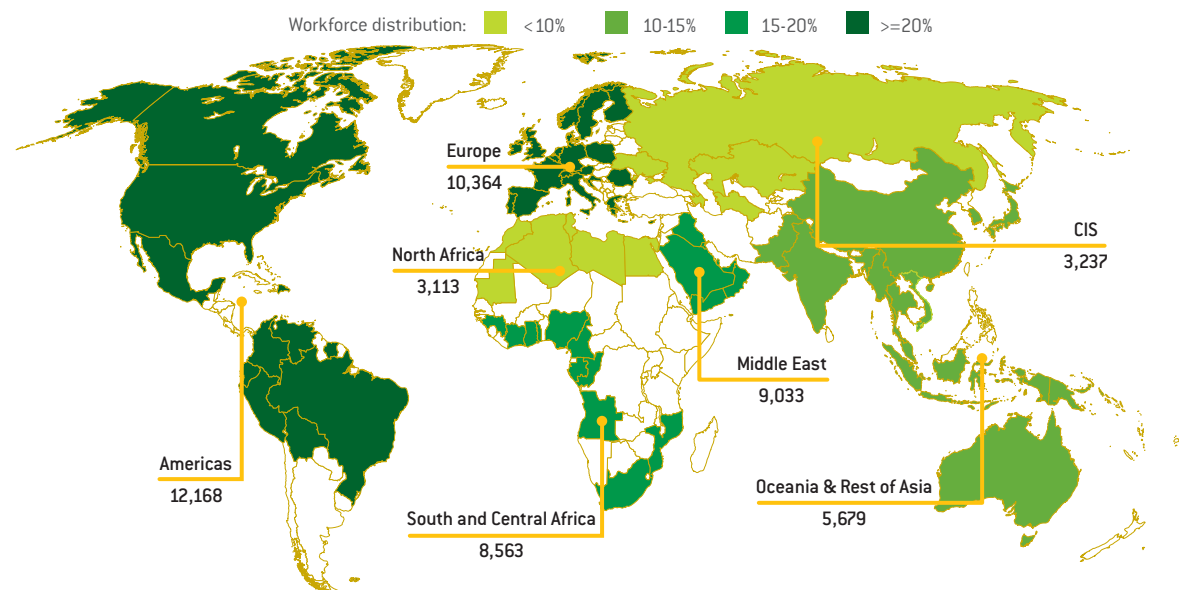 Workforce distribution: <10% 10-15% 15-20% >=20%
Europe
10,364
CIS
3,237
North Africa
3,113
Middle East
9,033
Americas
12,168
Oceania & Rest of Asia
5,679
South and Central Africa
8,563